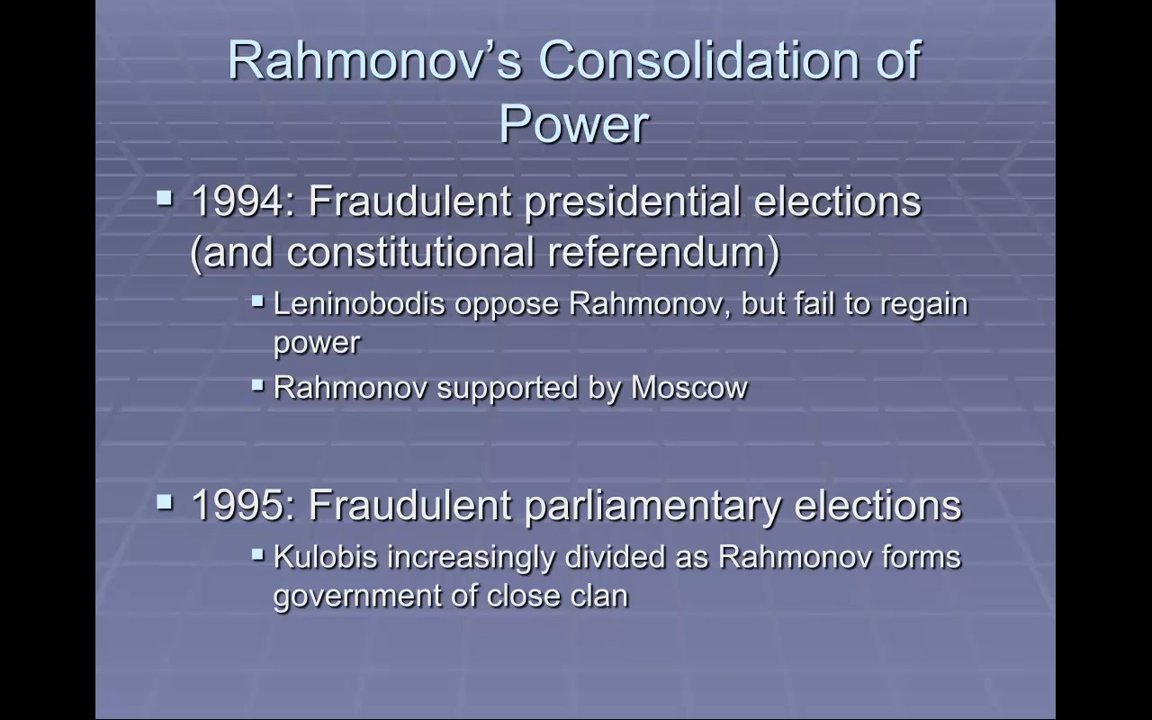 Rahmonov’s Consolidation of
Power
▪ 1994: Fraudulent presidential elections
(and constitutional referendum)
▪ Leninobodis oppose Rahmonov, but fail to regain
power
▪ Rahmonov supported by Moscow
▪ 1995: Fraudulent parliamentary elections
▪ Kulobis increasingly divided as Rahmonov forms
government of close clan